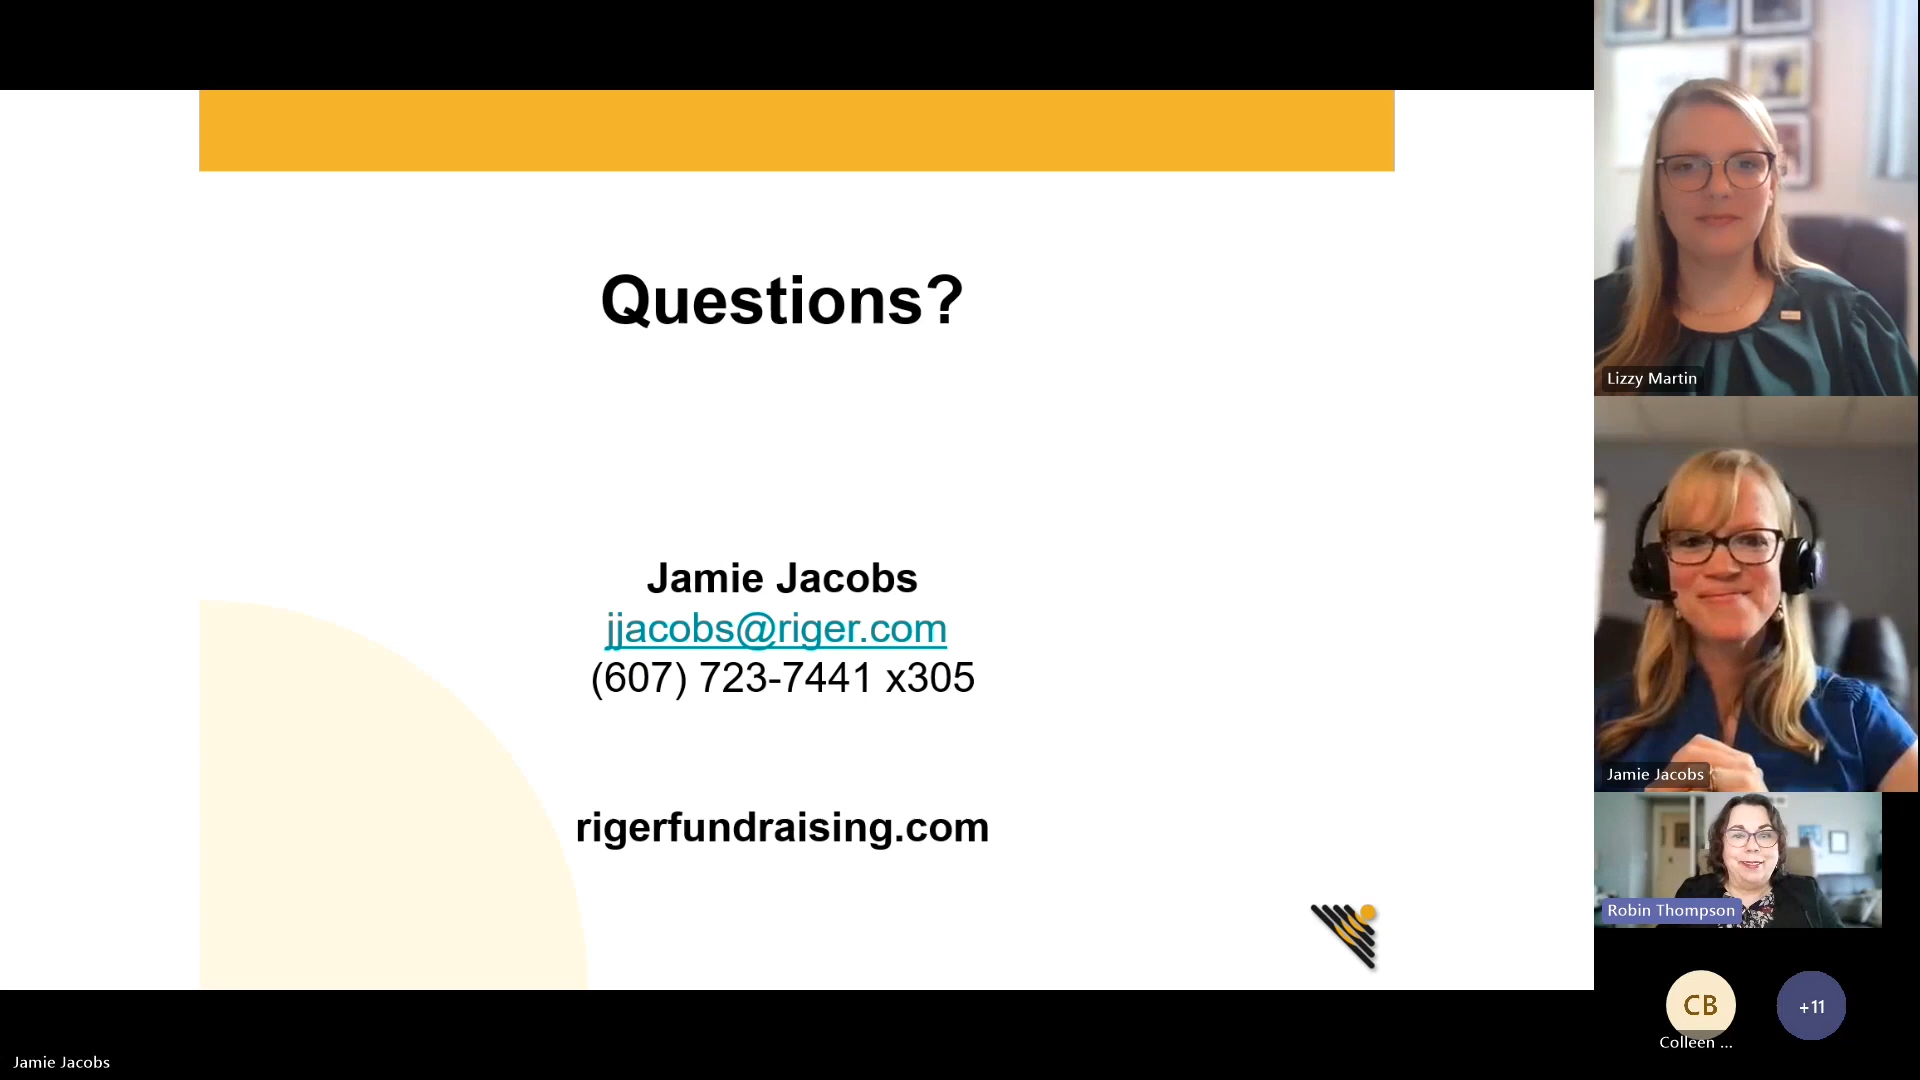 Questions?
Jamie Jacobs
jjacobs@riger.com
(607) 723-7441 x305
rigerfundraising.com
Lizzy Martin
Jamie Jacobs
Robin Thompson
CB
+11
Colleen ...
Jamie Jacobs